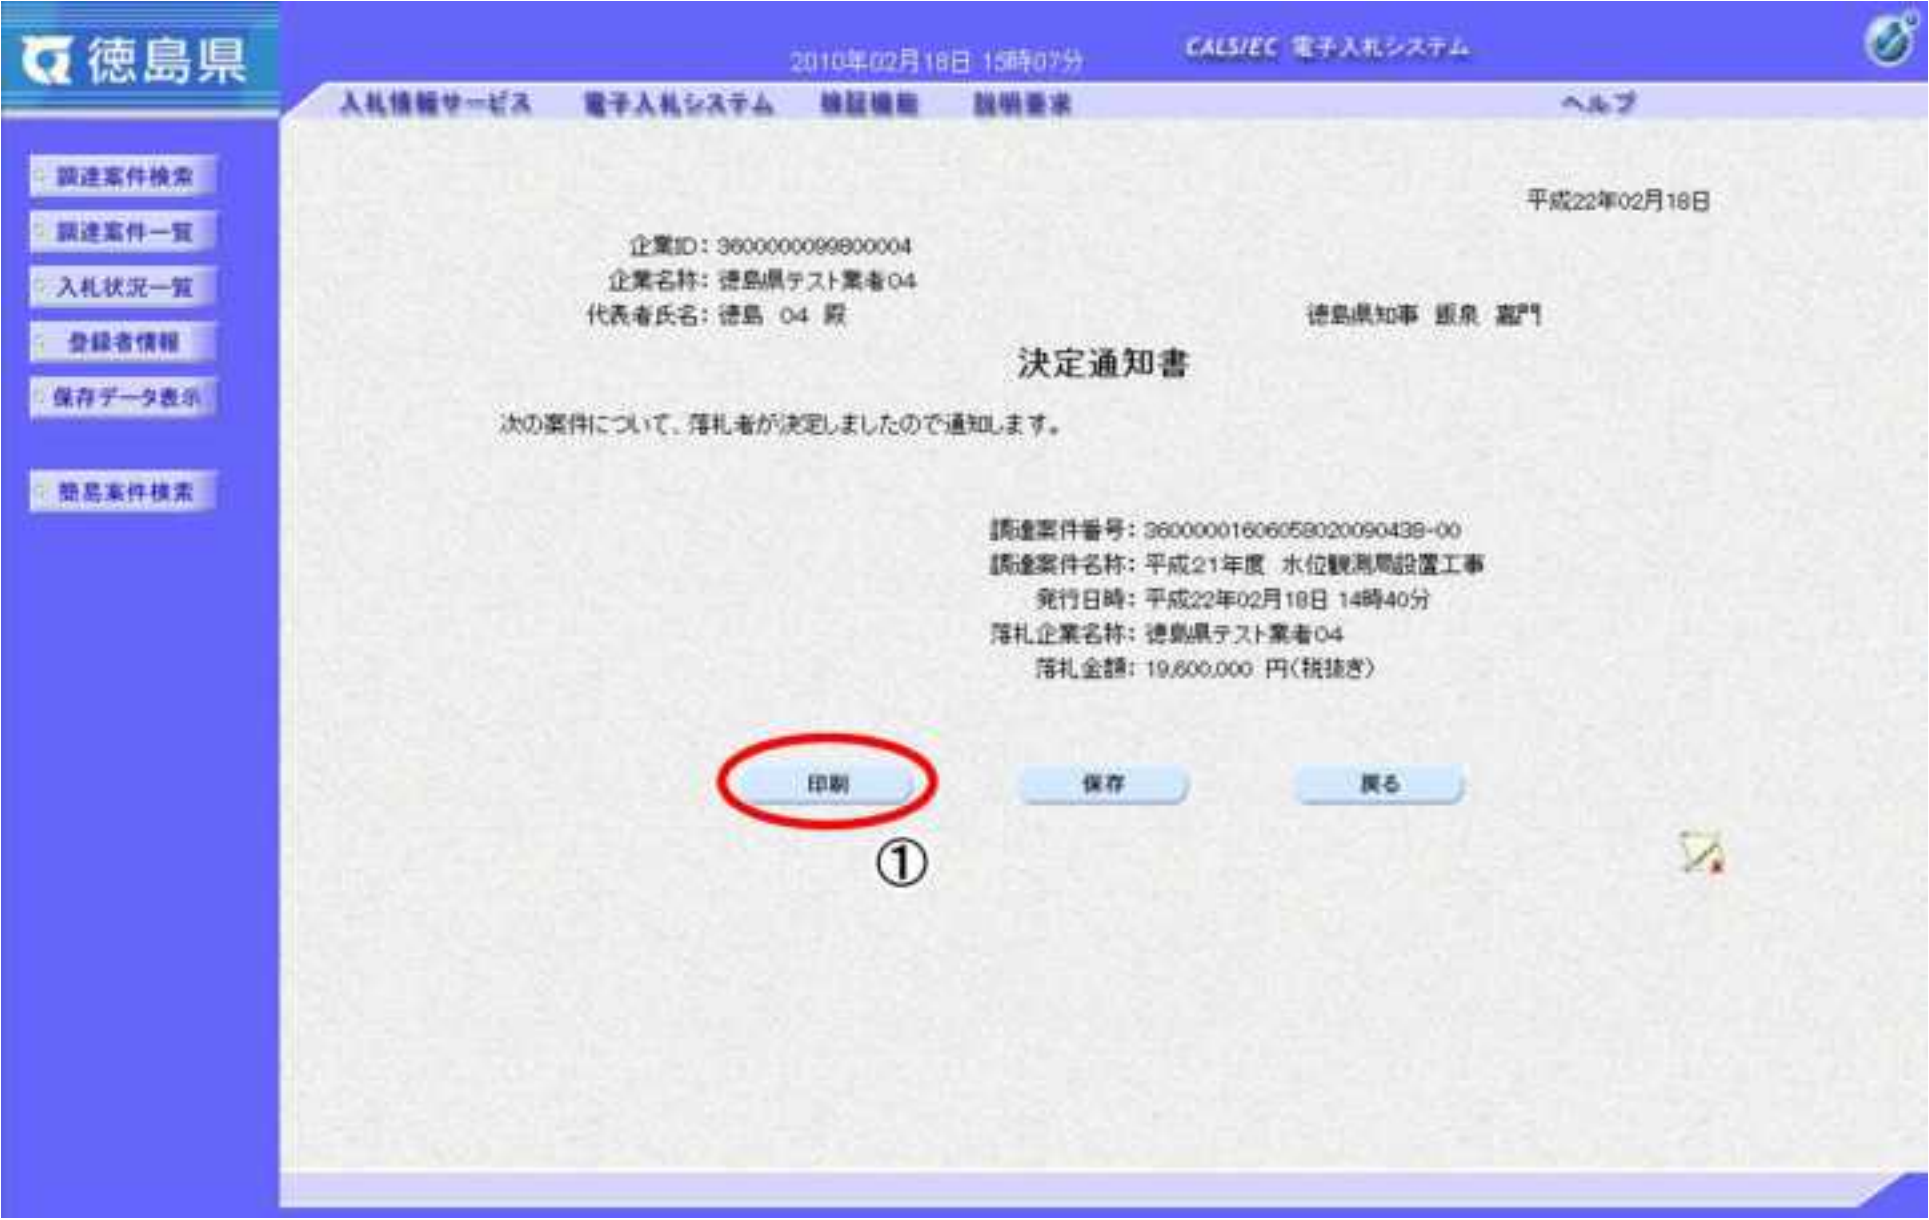 徳島県
2010年02月18日 15時07分
CALS/EC 電子入札システム
入札情報サービス 電子入札システム 検証機能 説明要求 ヘルプ
調達案件検索
調達案件一覧
入札状況一覧
登録者情報
保存データ表示
簡易案件検索
平成22年02月18日
企業ID：3600000099800004
企業名称：徳島県テスト業者04
代表者氏名：徳島 04 殿
徳島県知事 飯泉 嘉門
決定通知書
次の案件について、落札者が決定しましたので通知します。
調達案件番号：3600000160605802009043​8-00
調達案件名称：平成21年度 水位観測局設置工事
発行日時：平成22年02月18日 14時40分
落札企業名称：徳島県テスト業者04
落札金額：19,600,000 円(税抜き)
印刷 保存 戻る
①